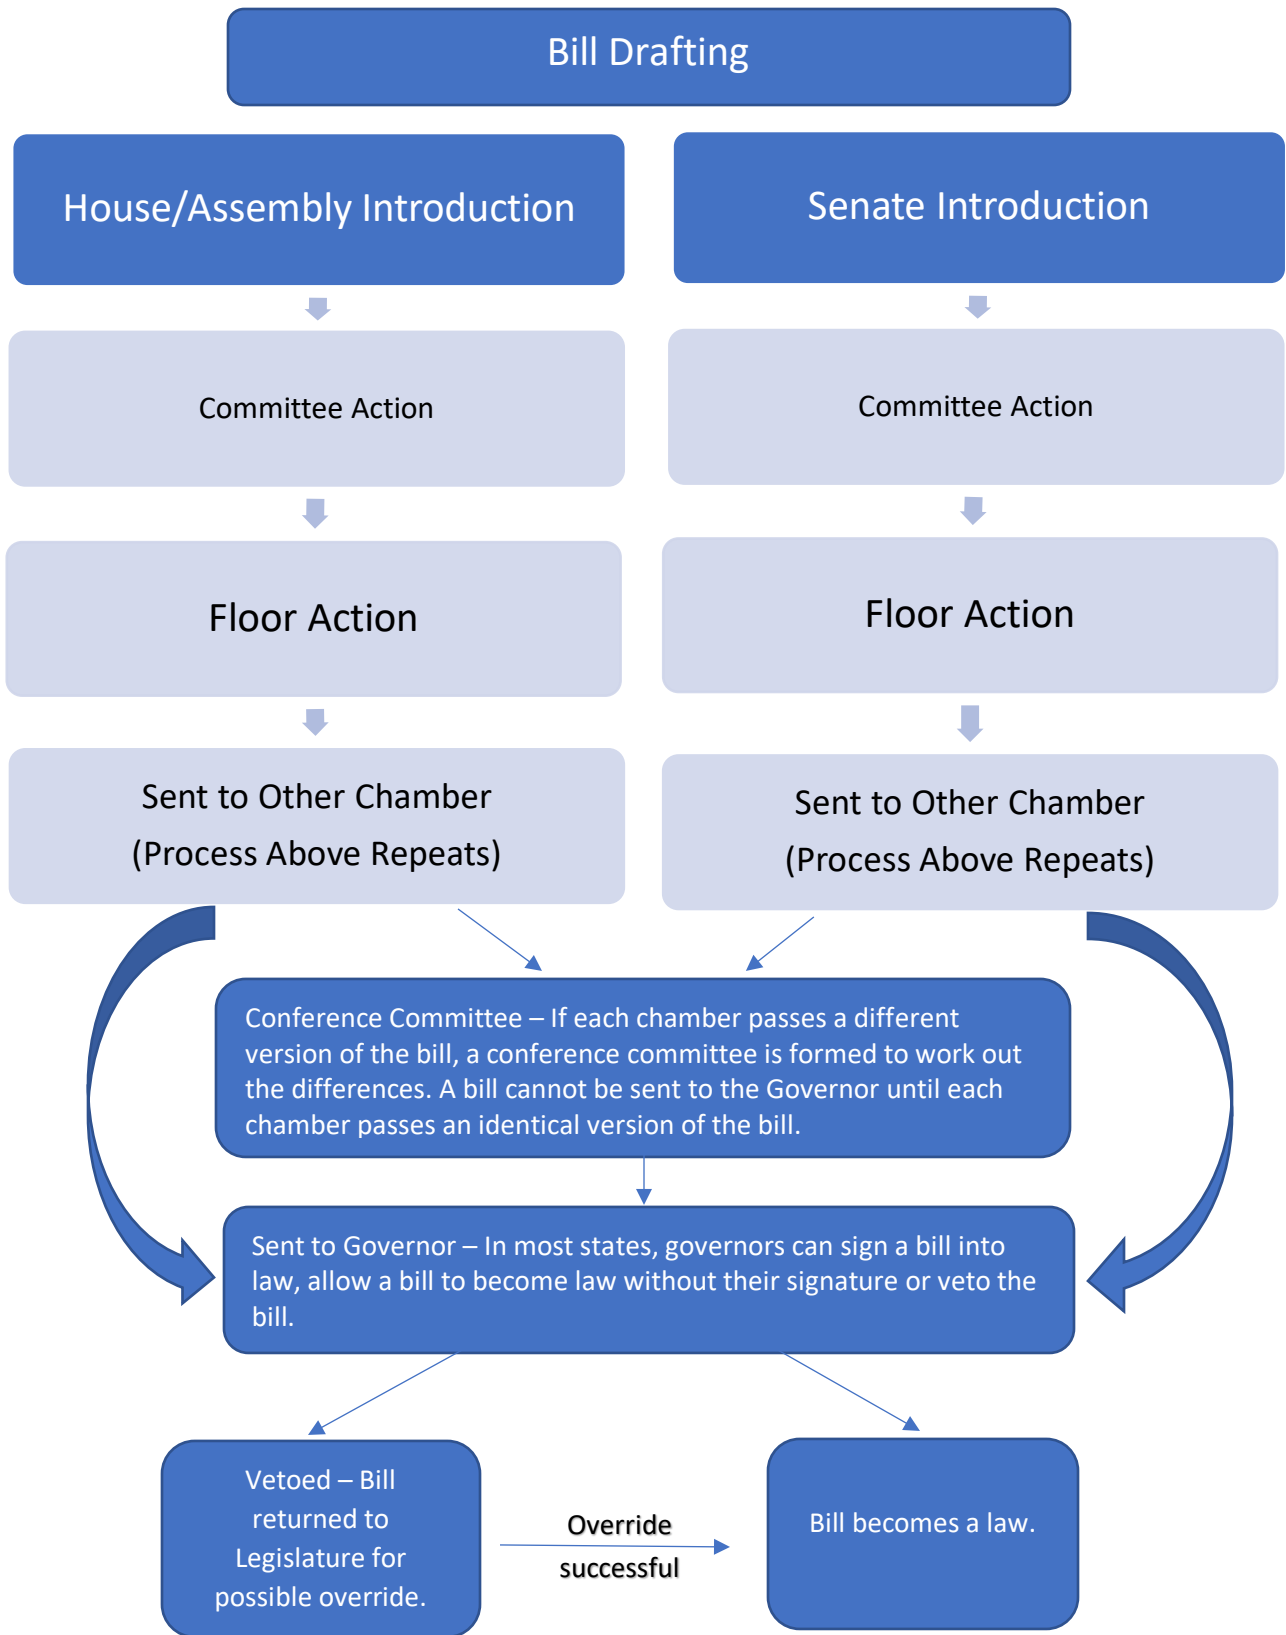 Bill Drafting
House/Assembly Introduction
Senate Introduction
Committee Action
Committee Action
Floor Action
Floor Action
Sent to Other Chamber
(Process Above Repeats)
Sent to Other Chamber
(Process Above Repeats)
Conference Committee – If each chamber passes a different
version of the bill, a conference committee is formed to work out
the differences. A bill cannot be sent to the Governor until each
chamber passes an identical version of the bill.
Sent to Governor – In most states, governors can sign a bill into
law, allow a bill to become law without their signature or veto the
bill.
Vetoed – Bill
returned to
Legislature for
possible override.
Override
successful
Bill becomes a law.